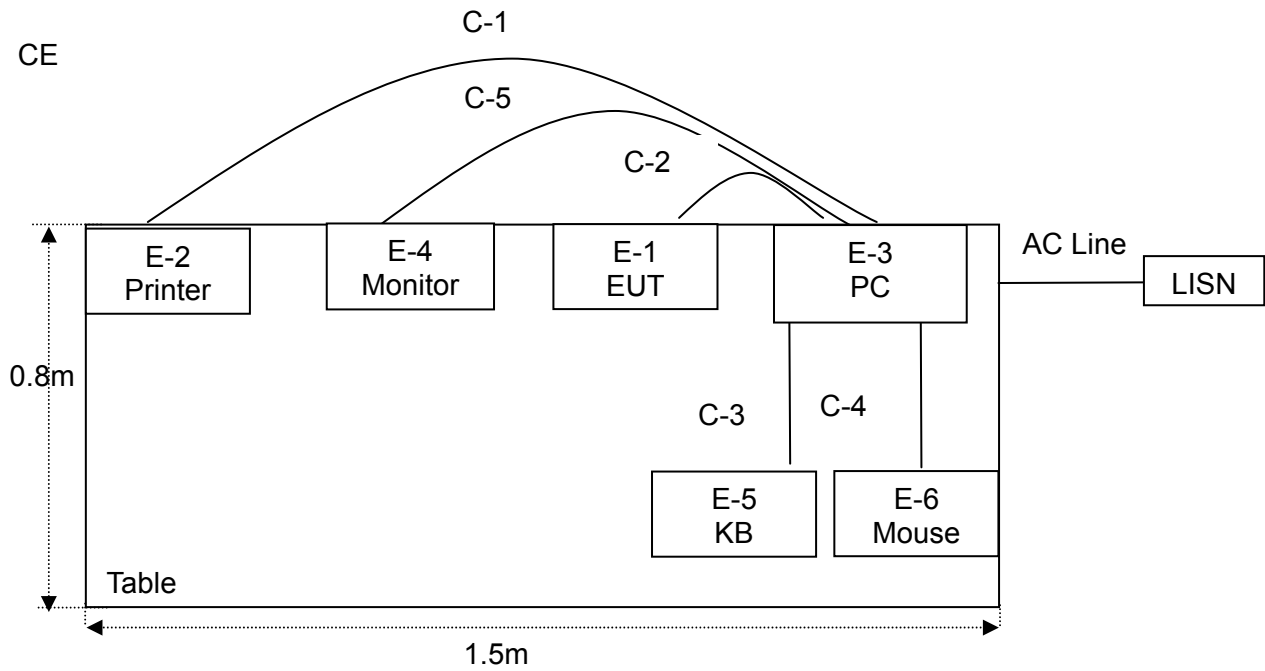 C-1
CE
C-5
C-2
E-2
Printer
E-4
Monitor
E-1
EUT
E-3
PC
AC Line
LISN
0.8m
C-3
C-4
E-5
KB
E-6
Mouse
Table
1.5m